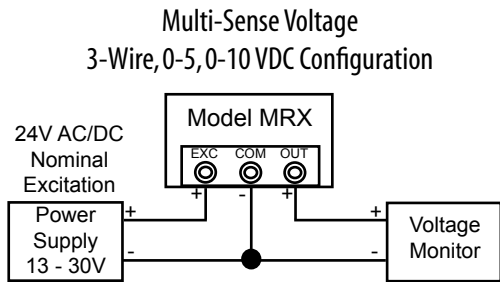 Multi-Sense Voltage
3-Wire, 0-5, 0-10 VDC Configuration
Model MRX
EXC COM OUT
+ - +
24V AC/DC
Nominal
Excitation
Power
Supply
13 - 30V
+
-
+
-
Voltage
Monitor